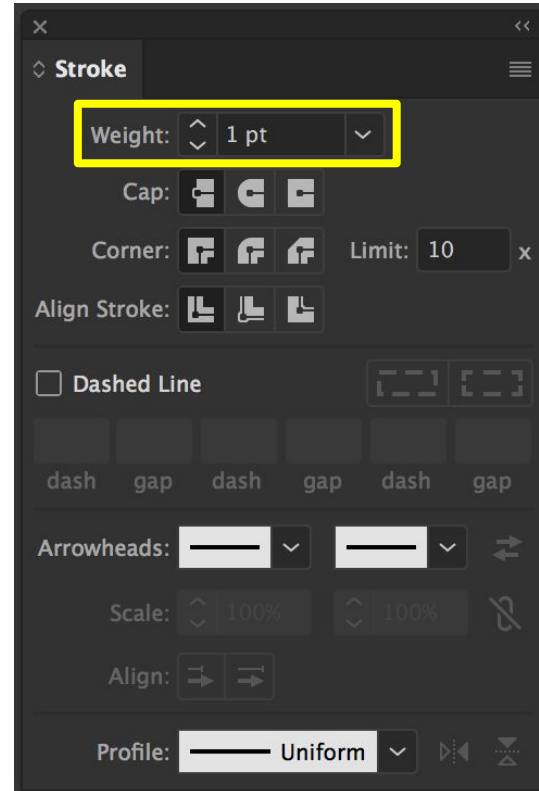 Stroke
Weight: 1 pt
Cap:
Corner: Limit: 10 x
Align Stroke:
Dashed Line
dash gap dash gap dash gap
Arrowheads:
Scale: 100% 100%
Align:
Profile: Uniform